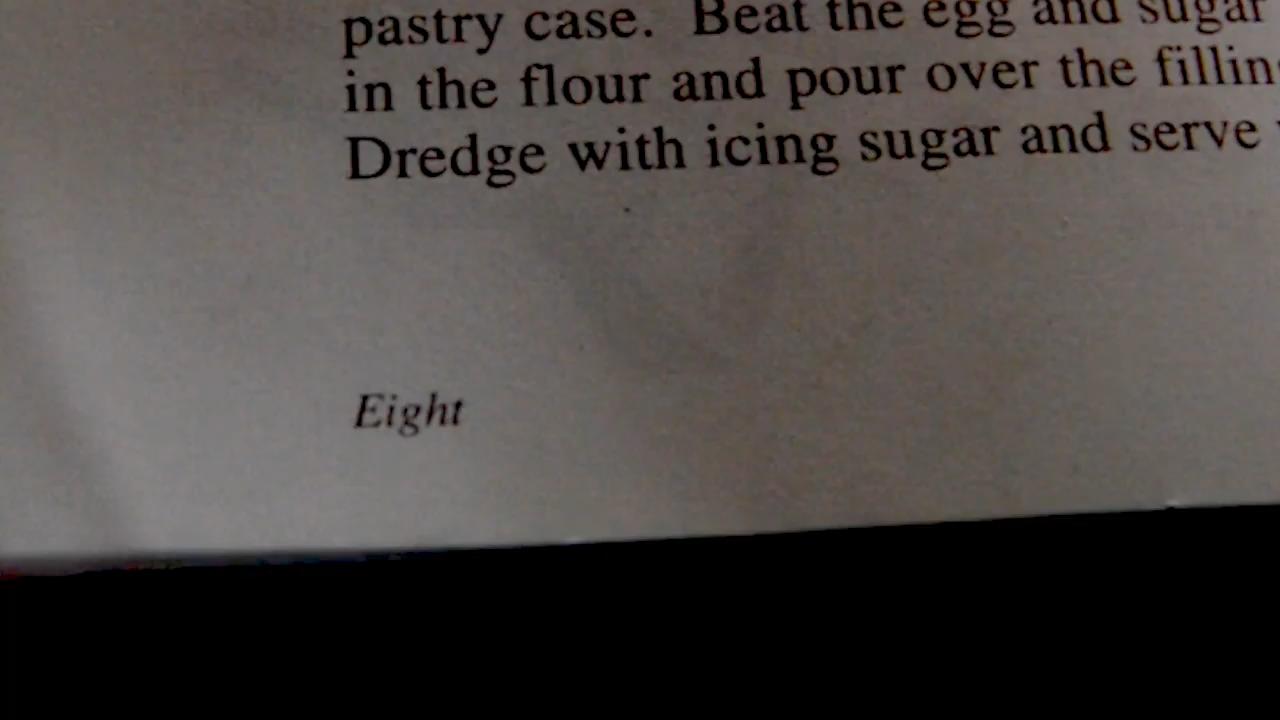 pastry case. Beat the egg and sugar
in the flour and pour over the
Dredge with icing sugar and serve
Eight